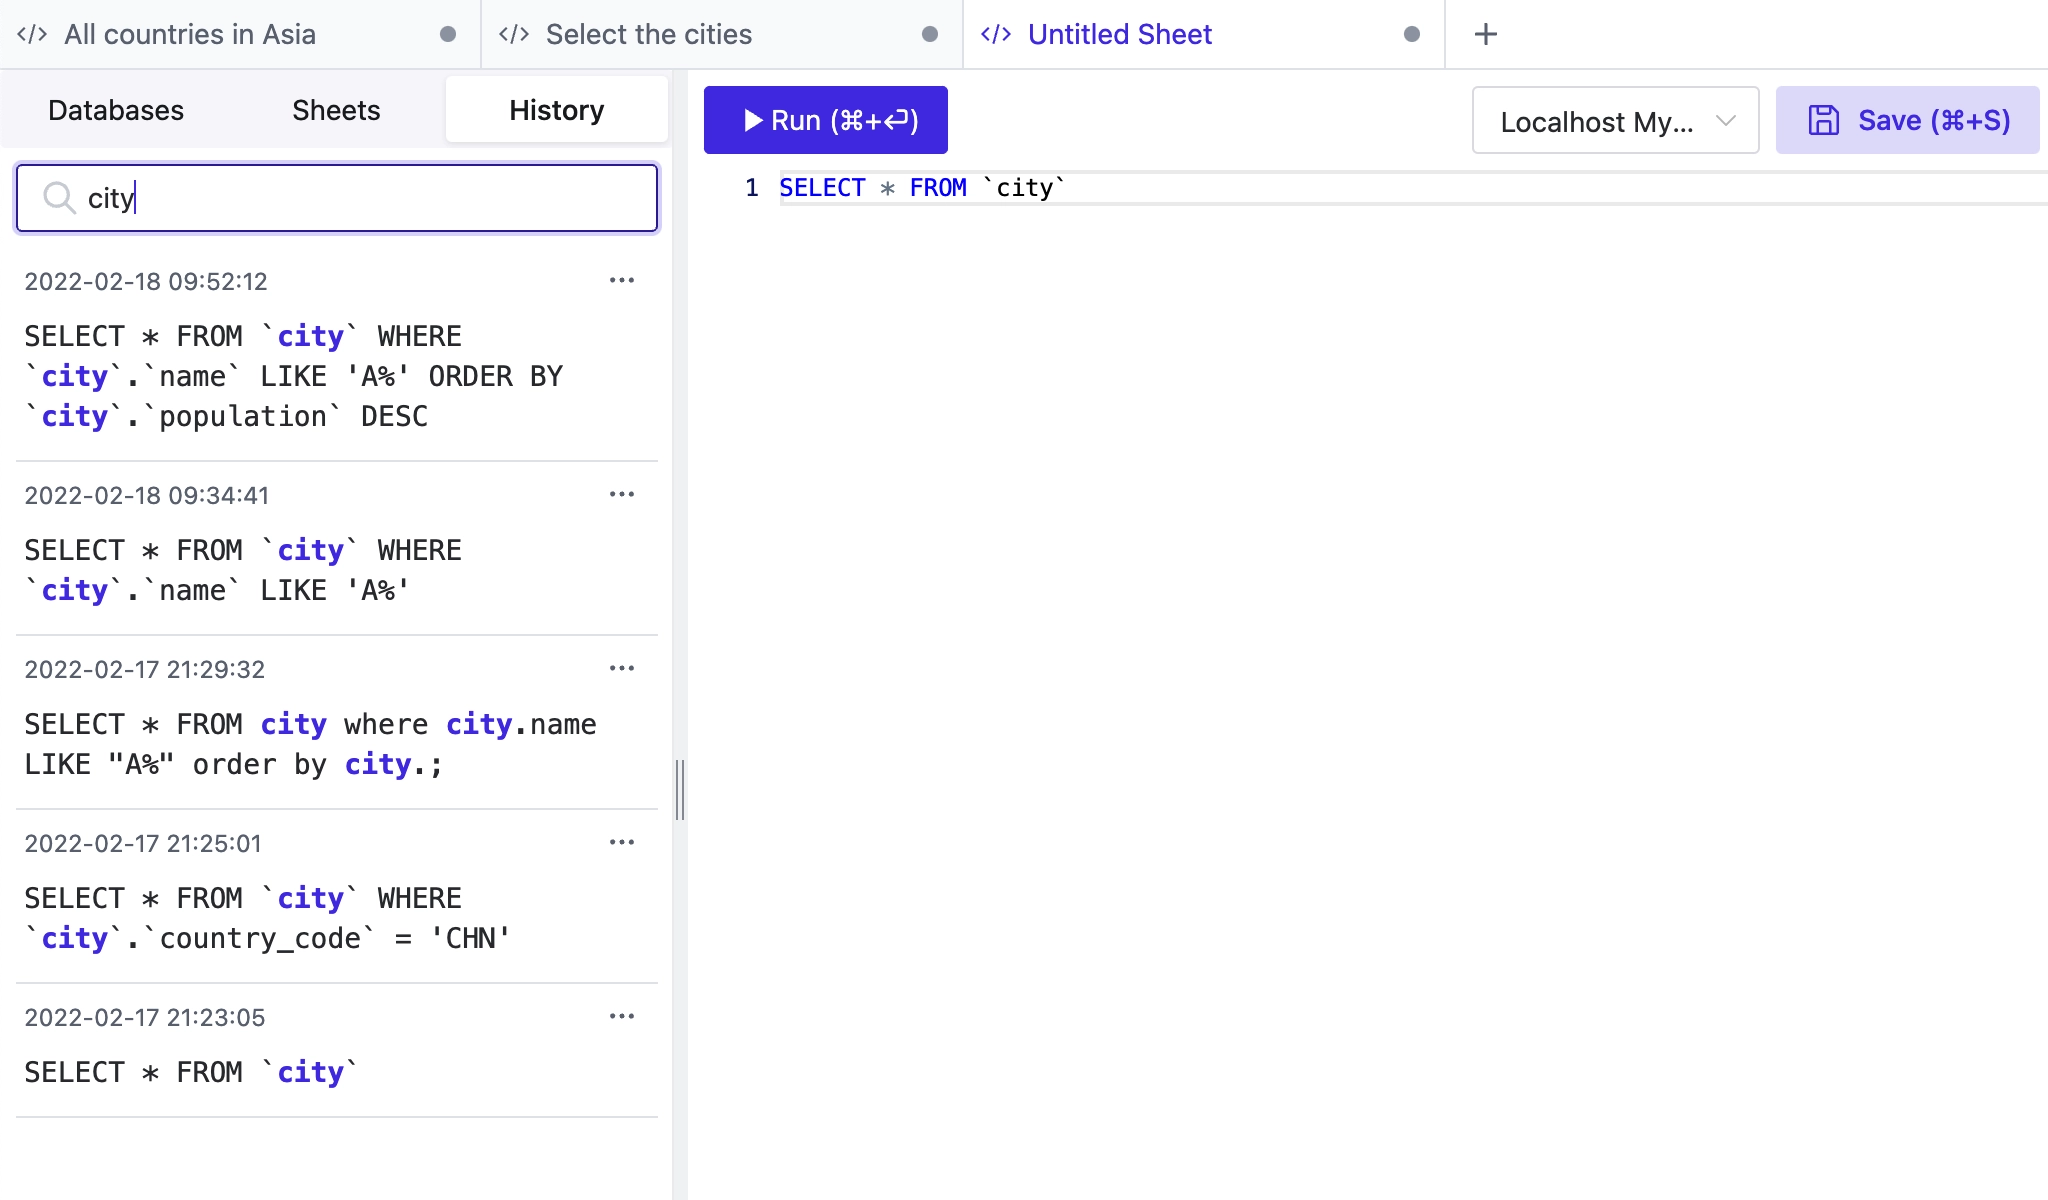 </> All countries in Asia
</> Select the cities
</> Untitled Sheet
+
Databases
Sheets
History
city
2022-02-18 09:52:12
SELECT * FROM `city` WHERE
`city`.`name` LIKE 'A%' ORDER BY
`city`.`population` DESC
2022-02-18 09:34:41
SELECT * FROM `city` WHERE
`city`.`name` LIKE 'A%'
2022-02-17 21:29:32
SELECT * FROM city where city.name
LIKE "A%" order by city.;
2022-02-17 21:25:01
SELECT * FROM `city` WHERE
`city`.`country_code` = 'CHN'
2022-02-17 21:23:05
SELECT * FROM `city`
Run (⌘+⏎)
Localhost My...
Save (⌘+S)
1 SELECT * FROM `city`